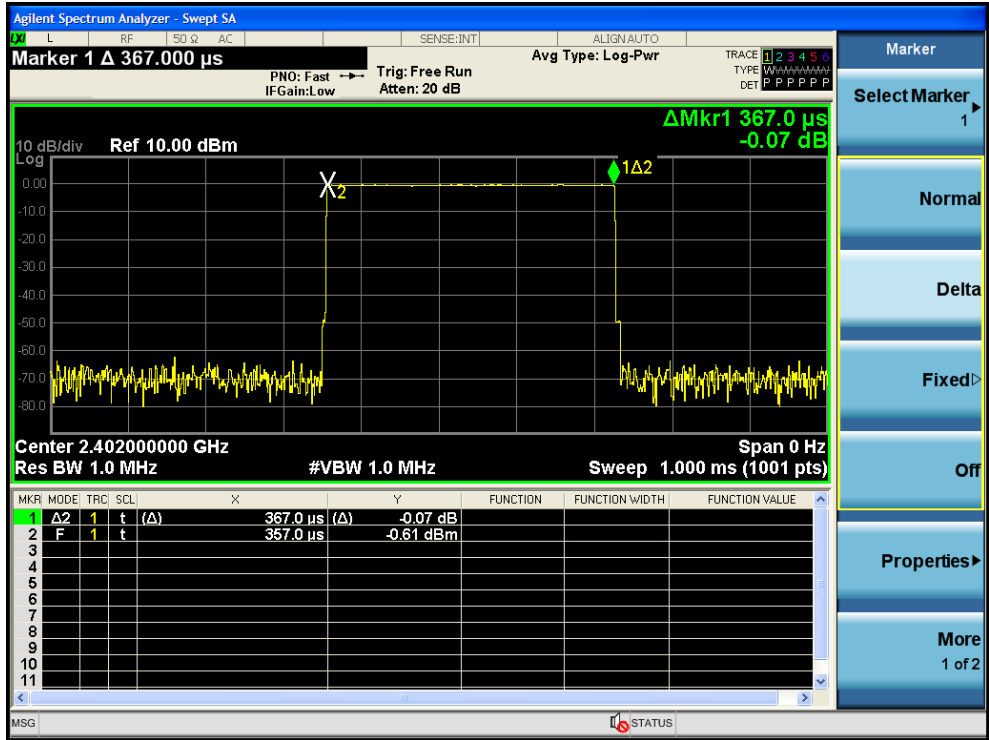 Agilent Spectrum Analyzer - Swept SA
LXI L RF 50 Ω AC SENSE:INT ALIGN AUTO
Marker 1 Δ 367.000 µs
PNO: Fast
IFGain:Low
Trig: Free Run
Atten: 20 dB
Avg Type: Log-Pwr
TRACE 1 2 3 4 5 6
TYPE WWWWWW
DET P P P P P P
ΔMkr1 367.0 µs
-0.07 dB
10 dB/div Ref 10.00 dBm
Log
0.00
-10.0
-20.0
-30.0
-40.0
-50.0
-60.0
-70.0
-80.0
2
1Δ2
Center 2.402000000 GHz Span 0 Hz
Res BW 1.0 MHz #VBW 1.0 MHz Sweep 1.000 ms (1001 pts)
MKR MODE TRC SCL X Y FUNCTION FUNCTION WIDTH FUNCTION VALUE
1 Δ2 1 t (Δ) 367.0 µs (Δ) -0.07 dB
2 F 1 t 357.0 µs -0.61 dBm
3
4
5
6
7
8
9
10
11
MSG STATUS
Marker
Select Marker
1
Normal
Delta
Fixed
Off
Properties
More
1 of 2